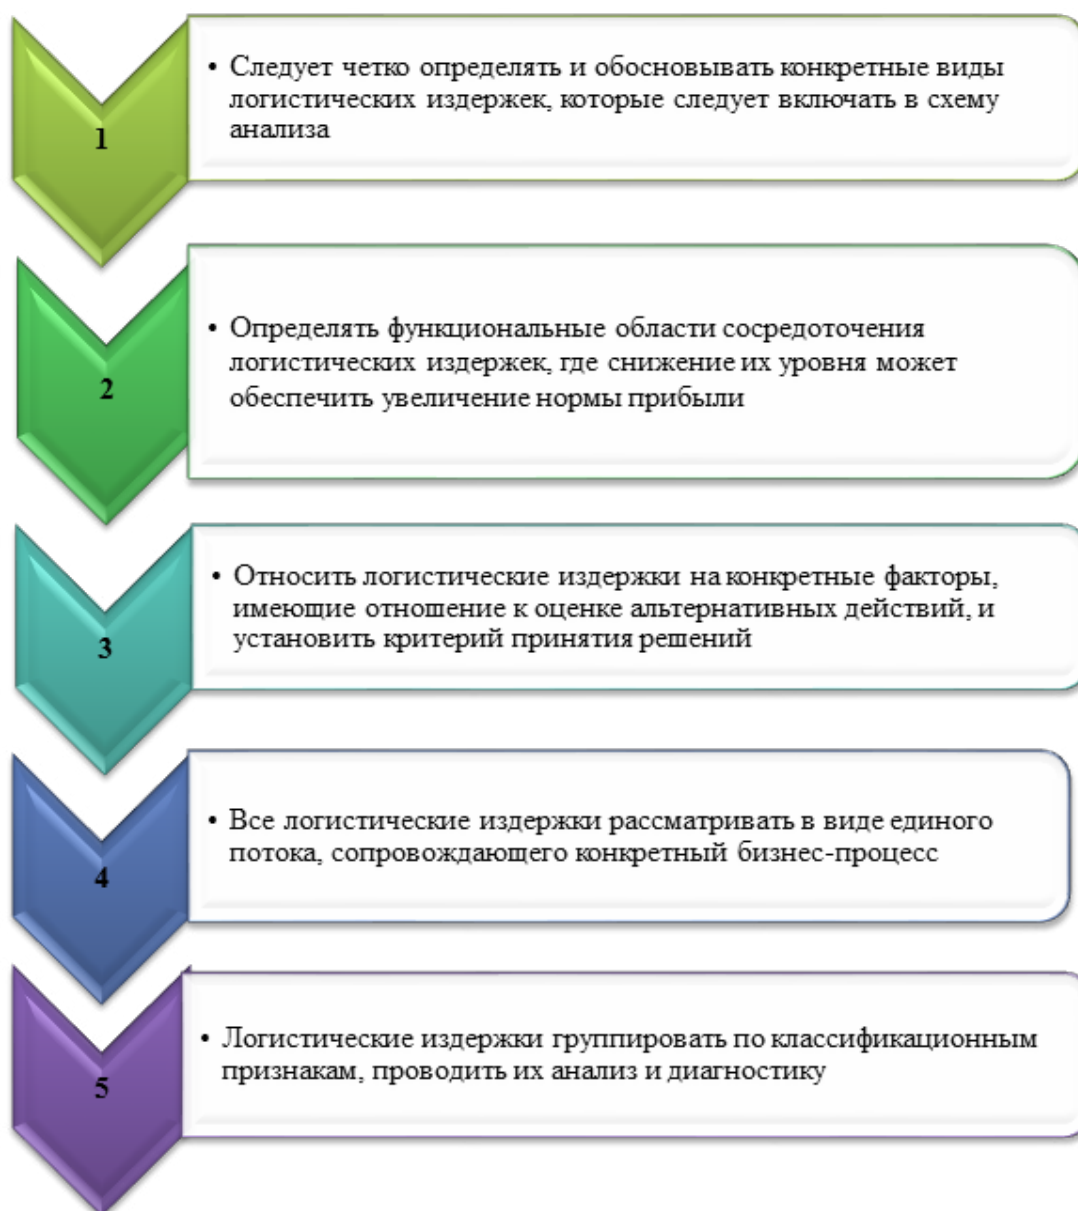 1
• Следует четко определять и обосновывать конкретные виды
логистических издержек, которые следует включать в схему
анализа
2
• Определять функциональные области сосредоточения
логистических издержек, где снижение их уровня может
обеспечить увеличение нормы прибыли
3
• Относить логистические издержки на конкретные факторы,
имеющие отношение к оценке альтернативных действий, и
установить критерий принятия решений
4
• Все логистические издержки рассматривать в виде единого
потока, сопровождающего конкретный бизнес-процесс
5
• Логистические издержки группировать по классификационным
признакам, проводить их анализ и диагностику